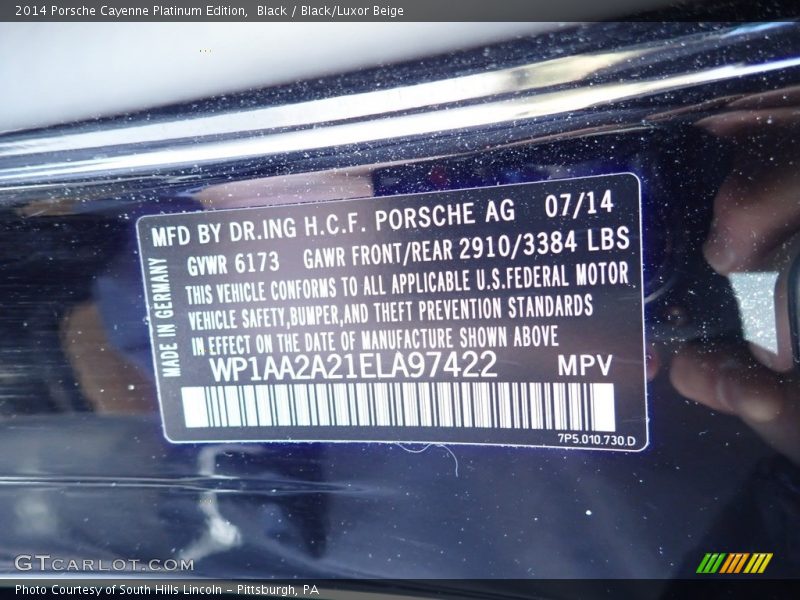 2014 Porsche Cayenne Platinum Edition,  Black / Black/Luxor Beige
MFD BY DR.ING H.C.F. PORSCHE AG 07/14
GVWR 6173 GAWR FRONT/REAR 2910/3384 LBS
THIS VEHICLE CONFORMS TO ALL APPLICABLE U.S.FEDERAL MOTOR
VEHICLE SAFETY,BUMPER,AND THEFT PREVENTION STANDARDS
IN EFFECT ON THE DATE OF MANUFACTURE SHOWN ABOVE
MADE IN GERMANY
WP1AA2A21ELA97422 MPV
7P5.010.730.D
GTCARLOT.COM
Photo Courtesy of South Hills Lincoln – Pittsburgh, PA